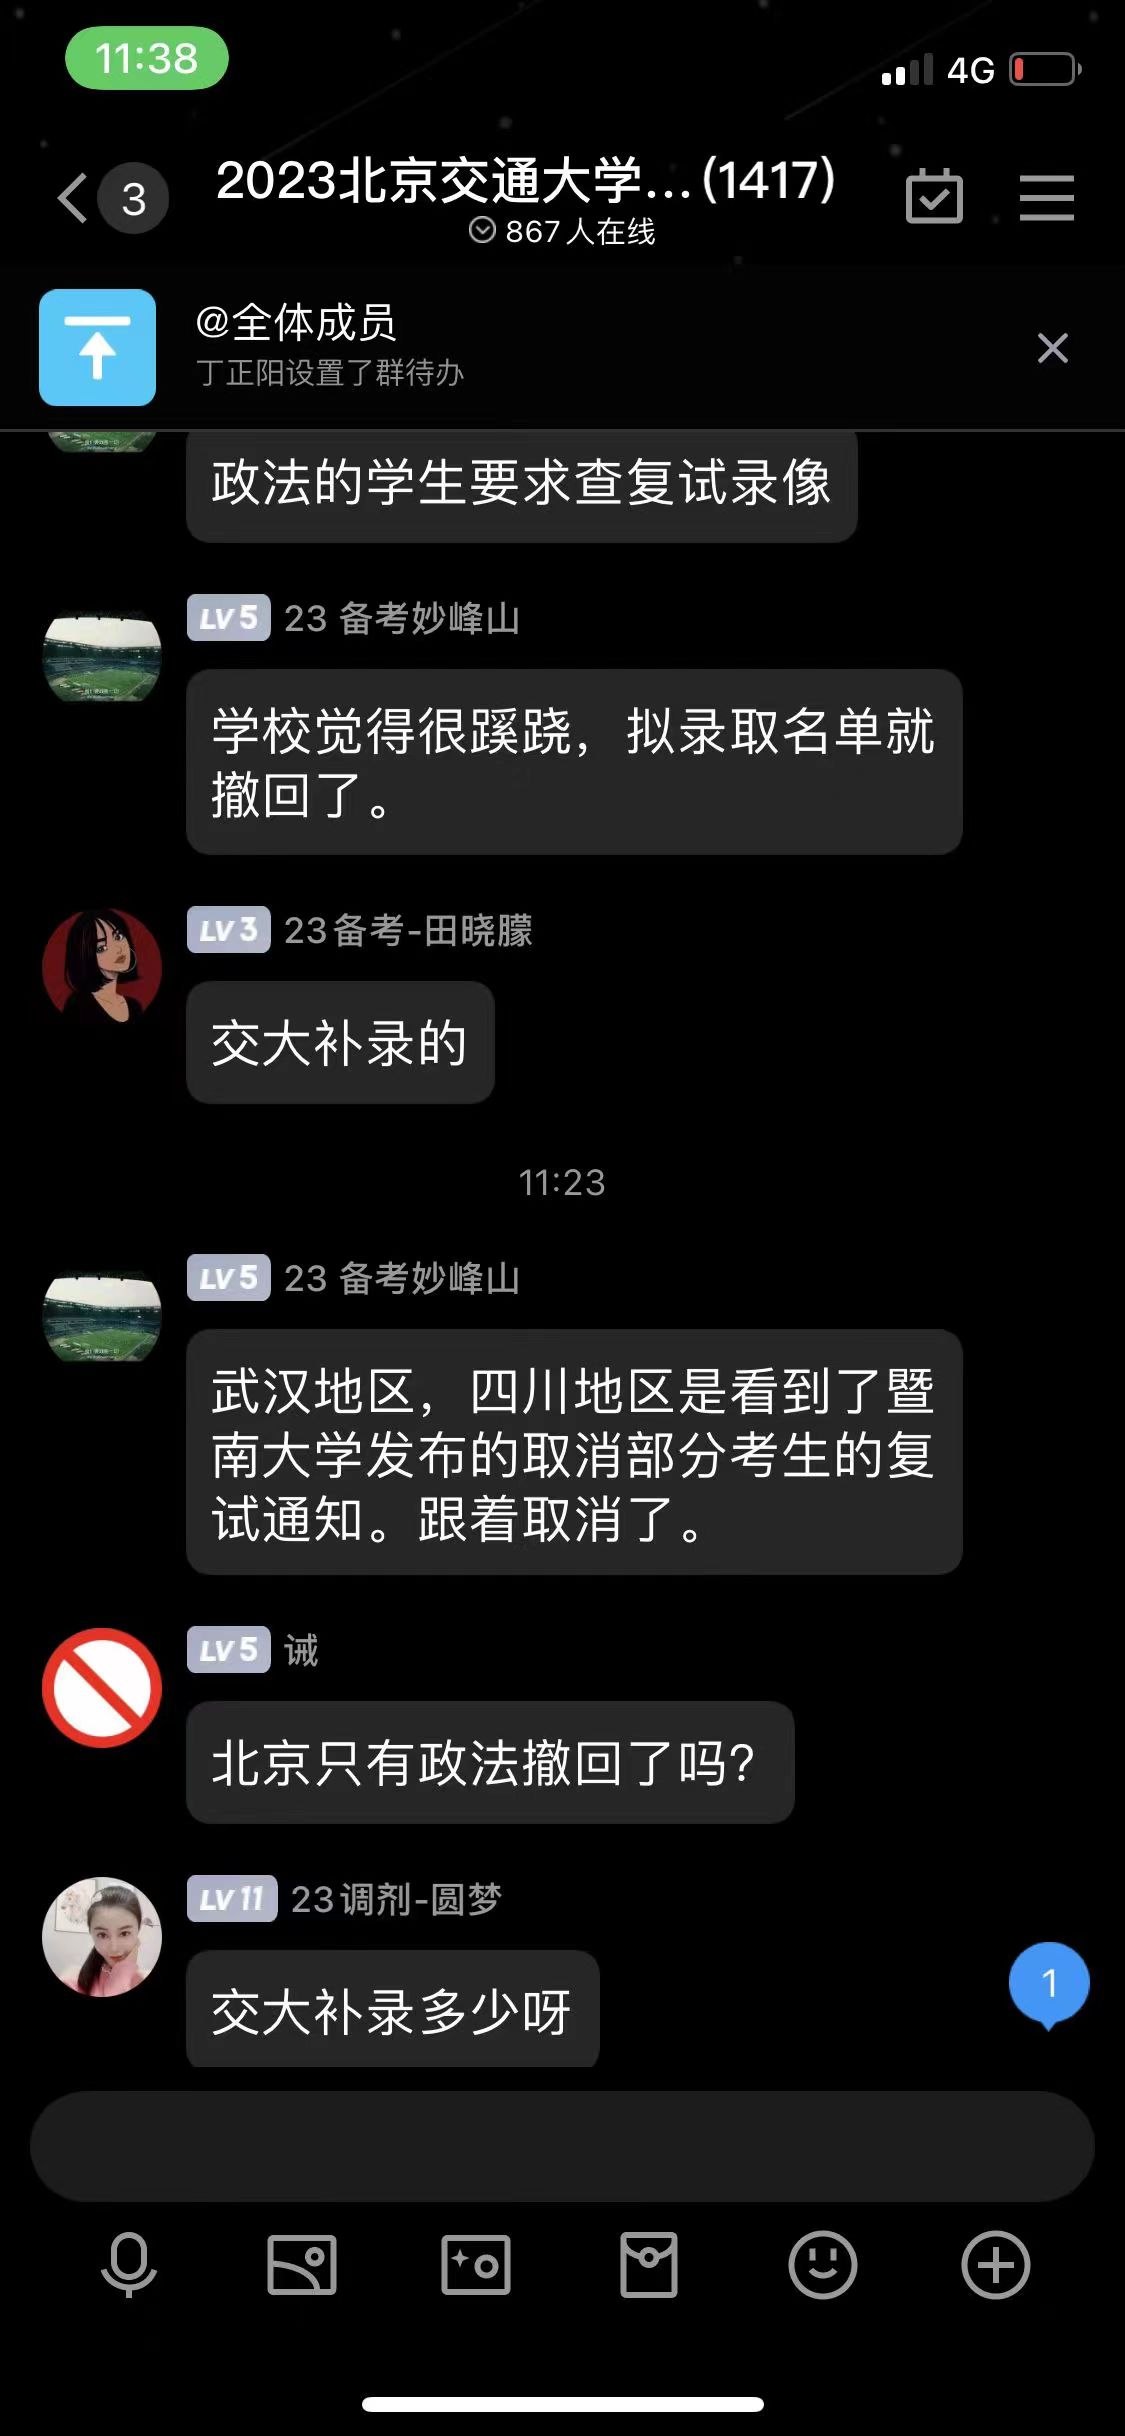 11:38
4G
3
2023北京交通大学...(1417)
867人在线
@全体成员
丁正阳设置了群待办
政法的学生要求查复试录像
LV5 23 备考妙峰山
学校觉得很蹊跷，拟录取名单就
撤回了。
LV3 23备考-田晓朦
交大补录的
11:23
LV5 23 备考妙峰山
武汉地区，四川地区是看到了暨
南大学发布的取消部分考生的复
试通知。跟着取消了。
LV5 诫
北京只有政法撤回了吗?
LV11 23调剂-圆梦
交大补录多少呀
1